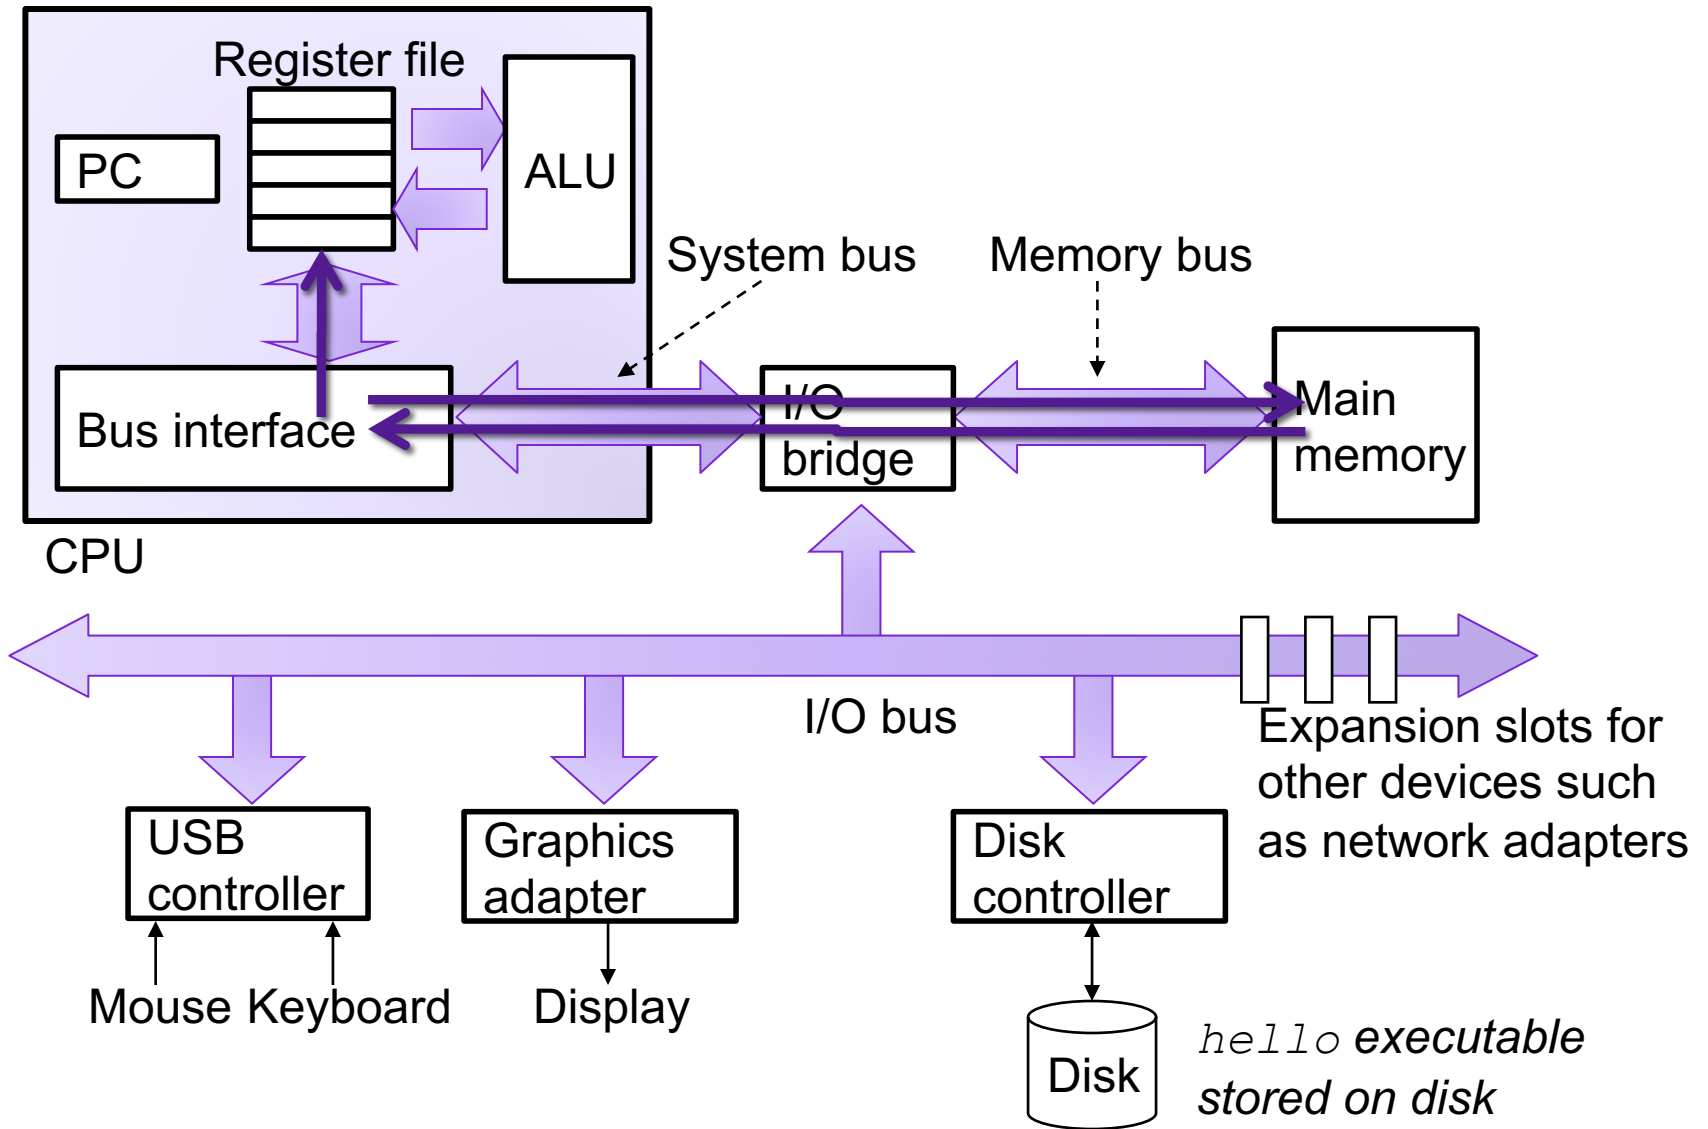 Register file
PC
ALU
System bus
Memory bus
Bus interface
I/O
bridge
Main
memory
CPU
I/O bus
Expansion slots for
other devices such
as network adapters
USB
controller
Graphics
adapter
Disk
controller
Mouse Keyboard
Display
Disk
hello executable
stored on disk